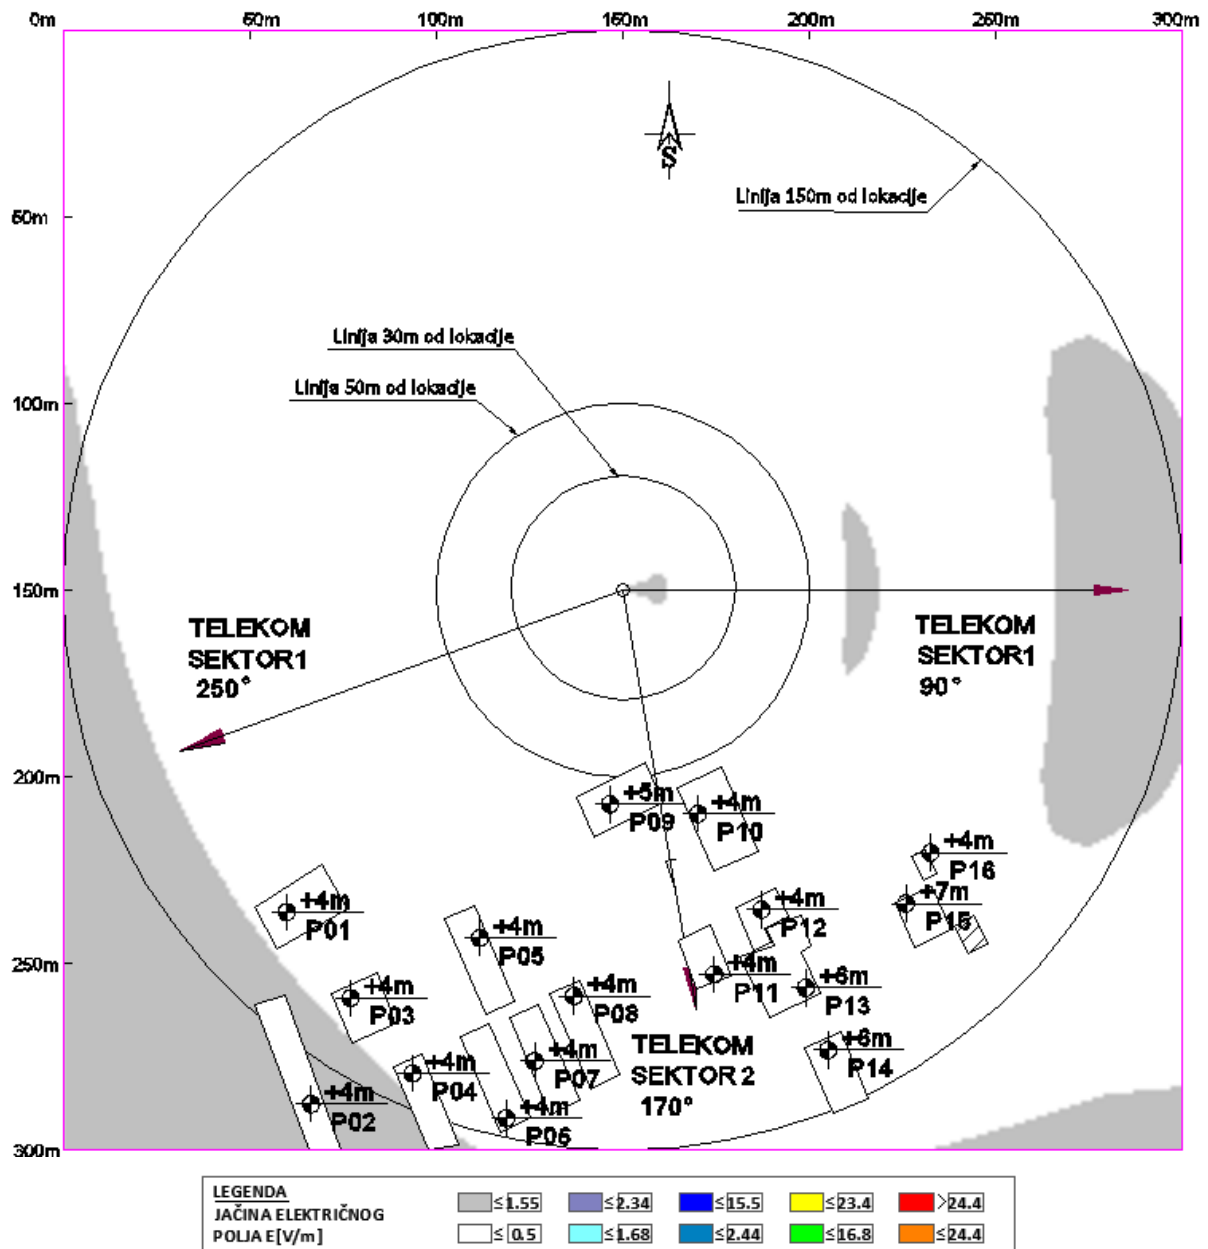 0m 50m 100m 150m 200m 250m 300m
S
Linija 150m od lokacije
50m
Linija 30m od lokacije
Linija 50m od lokacije
100m
150m
TELEKOM
SEKTOR1
250°
TELEKOM
SEKTOR1
90°
200m
+5m
P09
+4m
P10
+4m
P16
+7m
P15
+4m
P01
+4m
P12
+4m
P05
250m
+4m
P11
+6m
P13
+4m
P03
+4m
P08
TELEKOM
SEKTOR 2
170°
+6m
P14
+4m
P04
+4m
P07
+4m
P02
+4m
P06
300m
LEGENDA
JAČINA ELEKTRIČNOG
POLJA E[V/m]
≤1.55 ≤2.34 ≤15.5 ≤23.4 >24.4
≤ 0.5 ≤1.68 ≤2.44 ≤16.8 ≤24.4